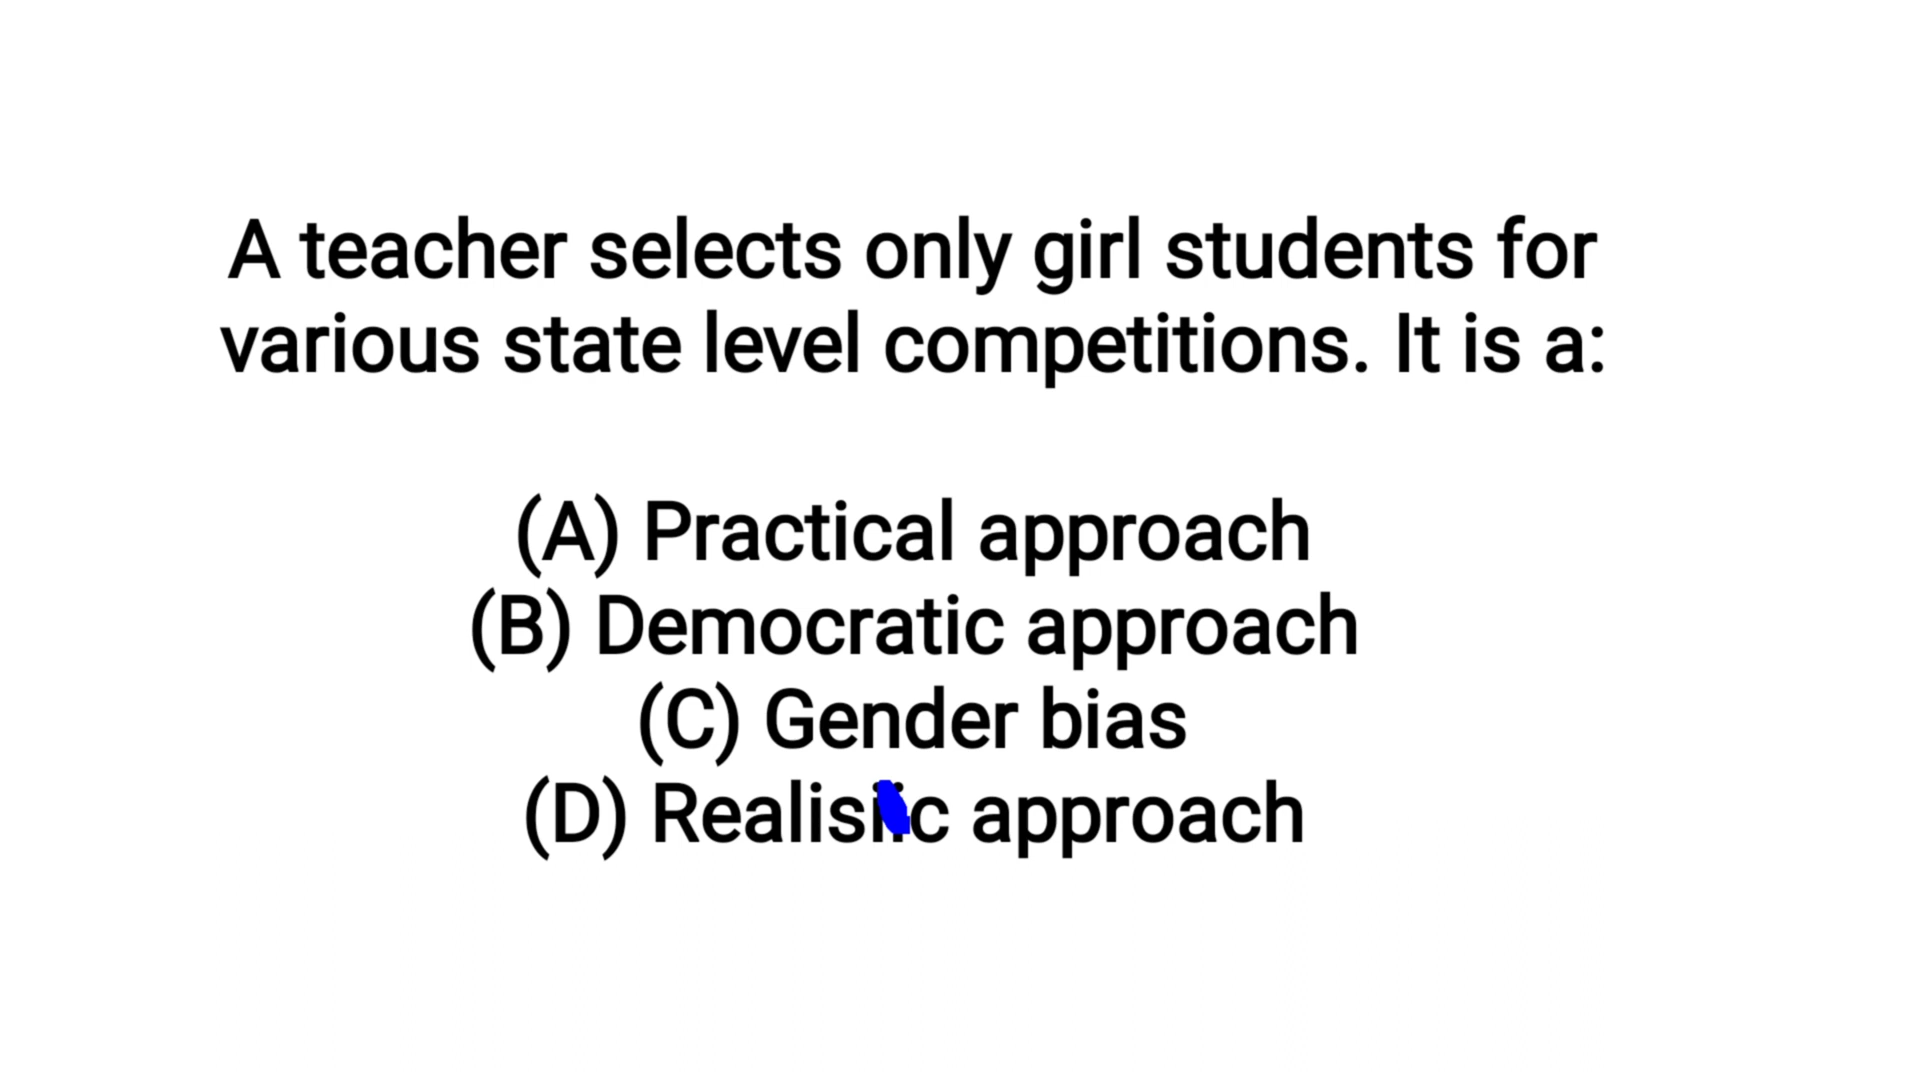 A teacher selects only girl students for
various state level competitions. It is a:
(A) Practical approach
(B) Democratic approach
(C) Gender bias
(D) Realistic approach